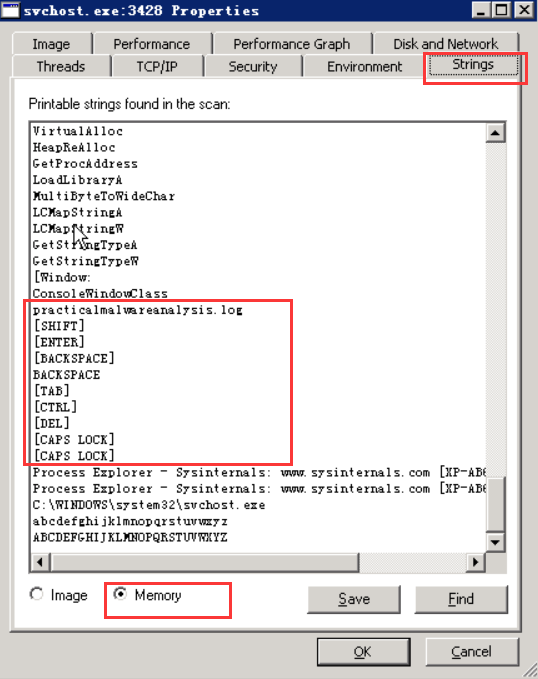 svchost.exe:3428 Properties
Image Performance Performance Graph Disk and Network
Threads TCP/IP Security Environment Strings
Printable strings found in the scan:
VirtualAlloc
HeapReAlloc
GetProcAddress
LoadLibraryA
MultiByteToWideChar
LCMapStringA
LCMapStringW
GetStringTypeA
GetStringTypeW
[Window:
ConsoleWindowClass
practicalmalwareanalysis.log
[SHIFT]
[ENTER]
[BACKSPACE]
BACKSPACE
[TAB]
[CTRL]
[DEL]
[CAPS LOCK]
[CAPS LOCK]
Process Explorer - Sysinternals: www.sysinternals.com [XP-AB6
Process Explorer - Sysinternals: www.sysinternals.com [XP-AB6
C:\WINDOWS\system32\svchost.exe
abcdefghijklmnopqrstuvwxyz
ABCDEFGHIJKLMNOPQRSTUVWXYZ
Image Memory Save Find
OK Cancel